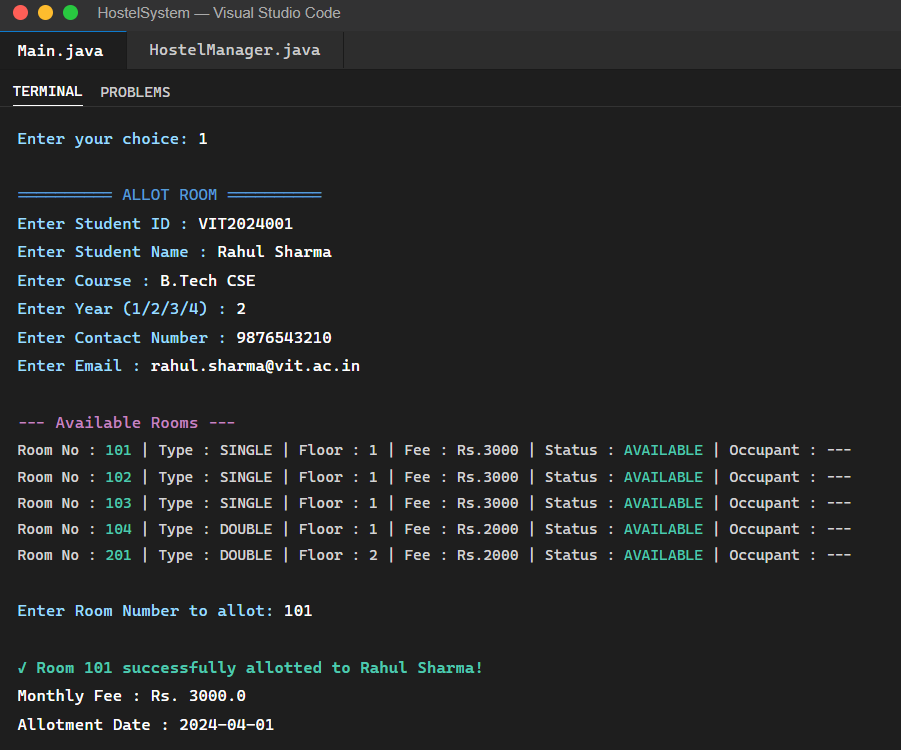 HostelSystem — Visual Studio Code
Main.java HostelManager.java
TERMINAL PROBLEMS
Enter your choice: 1
══════════ ALLOT ROOM ══════════
Enter Student ID : VIT2024001
Enter Student Name : Rahul Sharma
Enter Course : B.Tech CSE
Enter Year (1/2/3/4) : 2
Enter Contact Number : 9876543210
Enter Email : rahul.sharma@vit.ac.in
--- Available Rooms ---
Room No : 101 | Type : SINGLE | Floor : 1 | Fee : Rs.3000 | Status : AVAILABLE | Occupant : ---
Room No : 102 | Type : SINGLE | Floor : 1 | Fee : Rs.3000 | Status : AVAILABLE | Occupant : ---
Room No : 103 | Type : SINGLE | Floor : 1 | Fee : Rs.3000 | Status : AVAILABLE | Occupant : ---
Room No : 104 | Type : DOUBLE | Floor : 1 | Fee : Rs.2000 | Status : AVAILABLE | Occupant : ---
Room No : 201 | Type : DOUBLE | Floor : 2 | Fee : Rs.2000 | Status : AVAILABLE | Occupant : ---
Enter Room Number to allot: 101
✓ Room 101 successfully allotted to Rahul Sharma!
Monthly Fee : Rs. 3000.0
Allotment Date : 2024-04-01